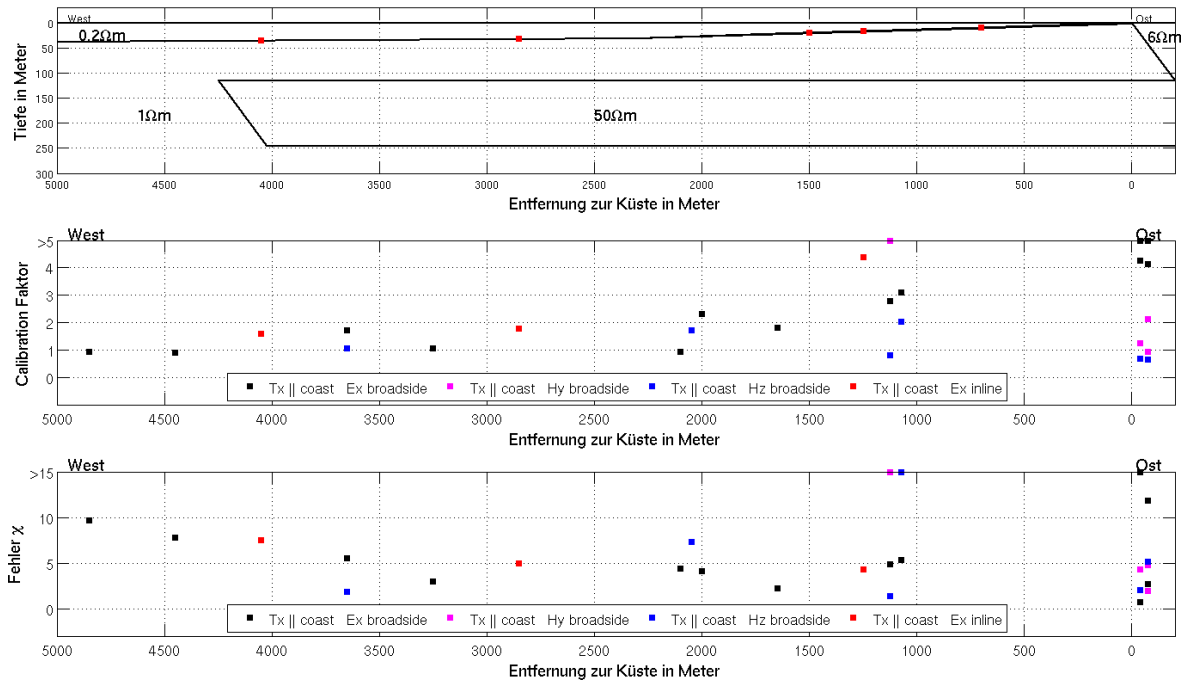 West
Ost
0
50
100
150
200
250
300
0.2Ωm
6Ωm
1Ωm
50Ωm
Tiefe in Meter
5000 4500 4000 3500 3000 2500 2000 1500 1000 500 0
Entfernung zur Küste in Meter
West
Ost
>5
4
3
2
1
0
Calibration Faktor
Tx || coast Ex broadside Tx || coast Hy broadside Tx || coast Hz broadside Tx || coast Ex inline
5000 4500 4000 3500 3000 2500 2000 1500 1000 500 0
Entfernung zur Küste in Meter
West
Ost
>15
10
5
0
Fehler χ
Tx || coast Ex broadside Tx || coast Hy broadside Tx || coast Hz broadside Tx || coast Ex inline
5000 4500 4000 3500 3000 2500 2000 1500 1000 500 0
Entfernung zur Küste in Meter